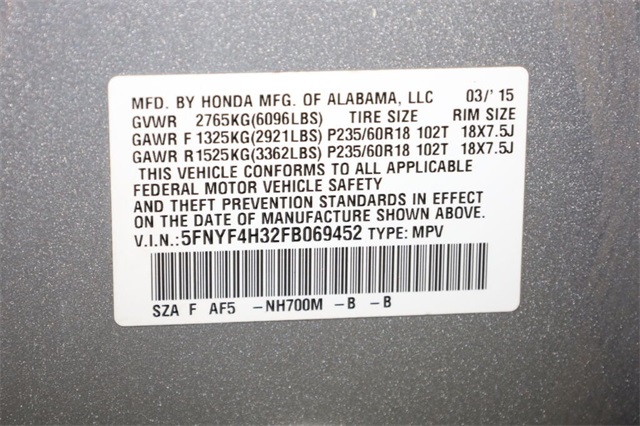 MFD. BY HONDA MFG. OF ALABAMA, LLC 03/' 15
GVWR 2765KG(6096LBS) TIRE SIZE RIM SIZE
GAWR F 1325KG(2921LBS) P235/60R18 102T 18X7.5J
GAWR R 1525KG(3362LBS) P235/60R18 102T 18X7.5J
THIS VEHICLE CONFORMS TO ALL APPLICABLE
FEDERAL MOTOR VEHICLE SAFETY
AND THEFT PREVENTION STANDARDS IN EFFECT
ON THE DATE OF MANUFACTURE SHOWN ABOVE.
V.I.N.:5FNYF4H32FB069452 TYPE: MPV
SZA F AF5 -NH700M -B -B